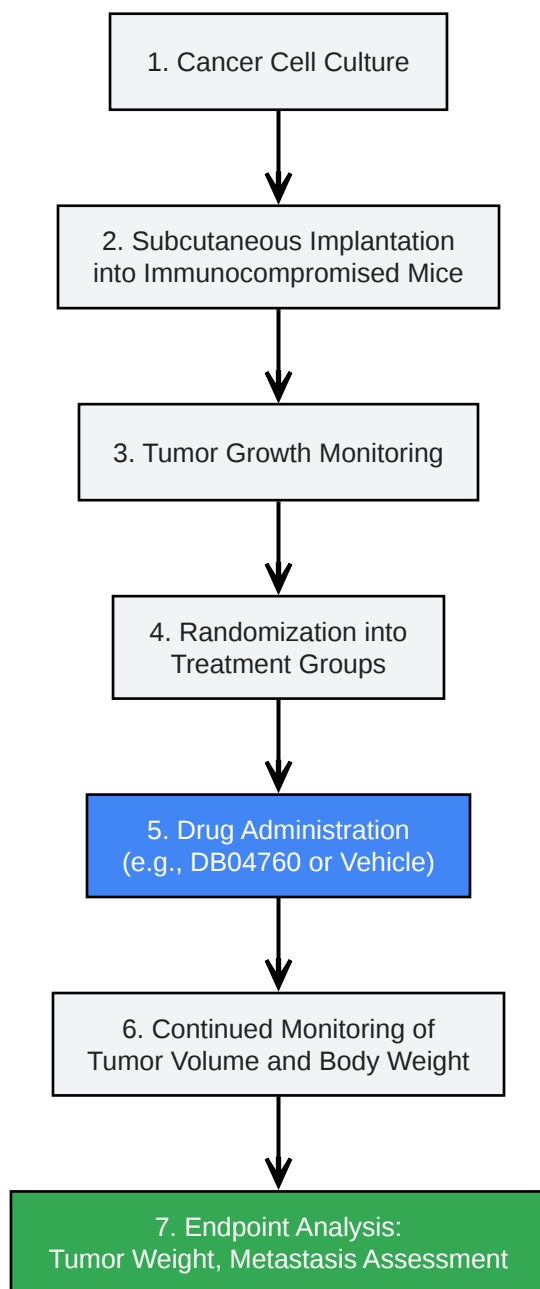 1. Cancer Cell Culture
2. Subcutaneous Implantation
into Immunocompromised Mice
3. Tumor Growth Monitoring
4. Randomization into
Treatment Groups
5. Drug Administration
(e.g., DB04760 or Vehicle)
6. Continued Monitoring of
Tumor Volume and Body Weight
7. Endpoint Analysis:
Tumor Weight, Metastasis Assessment